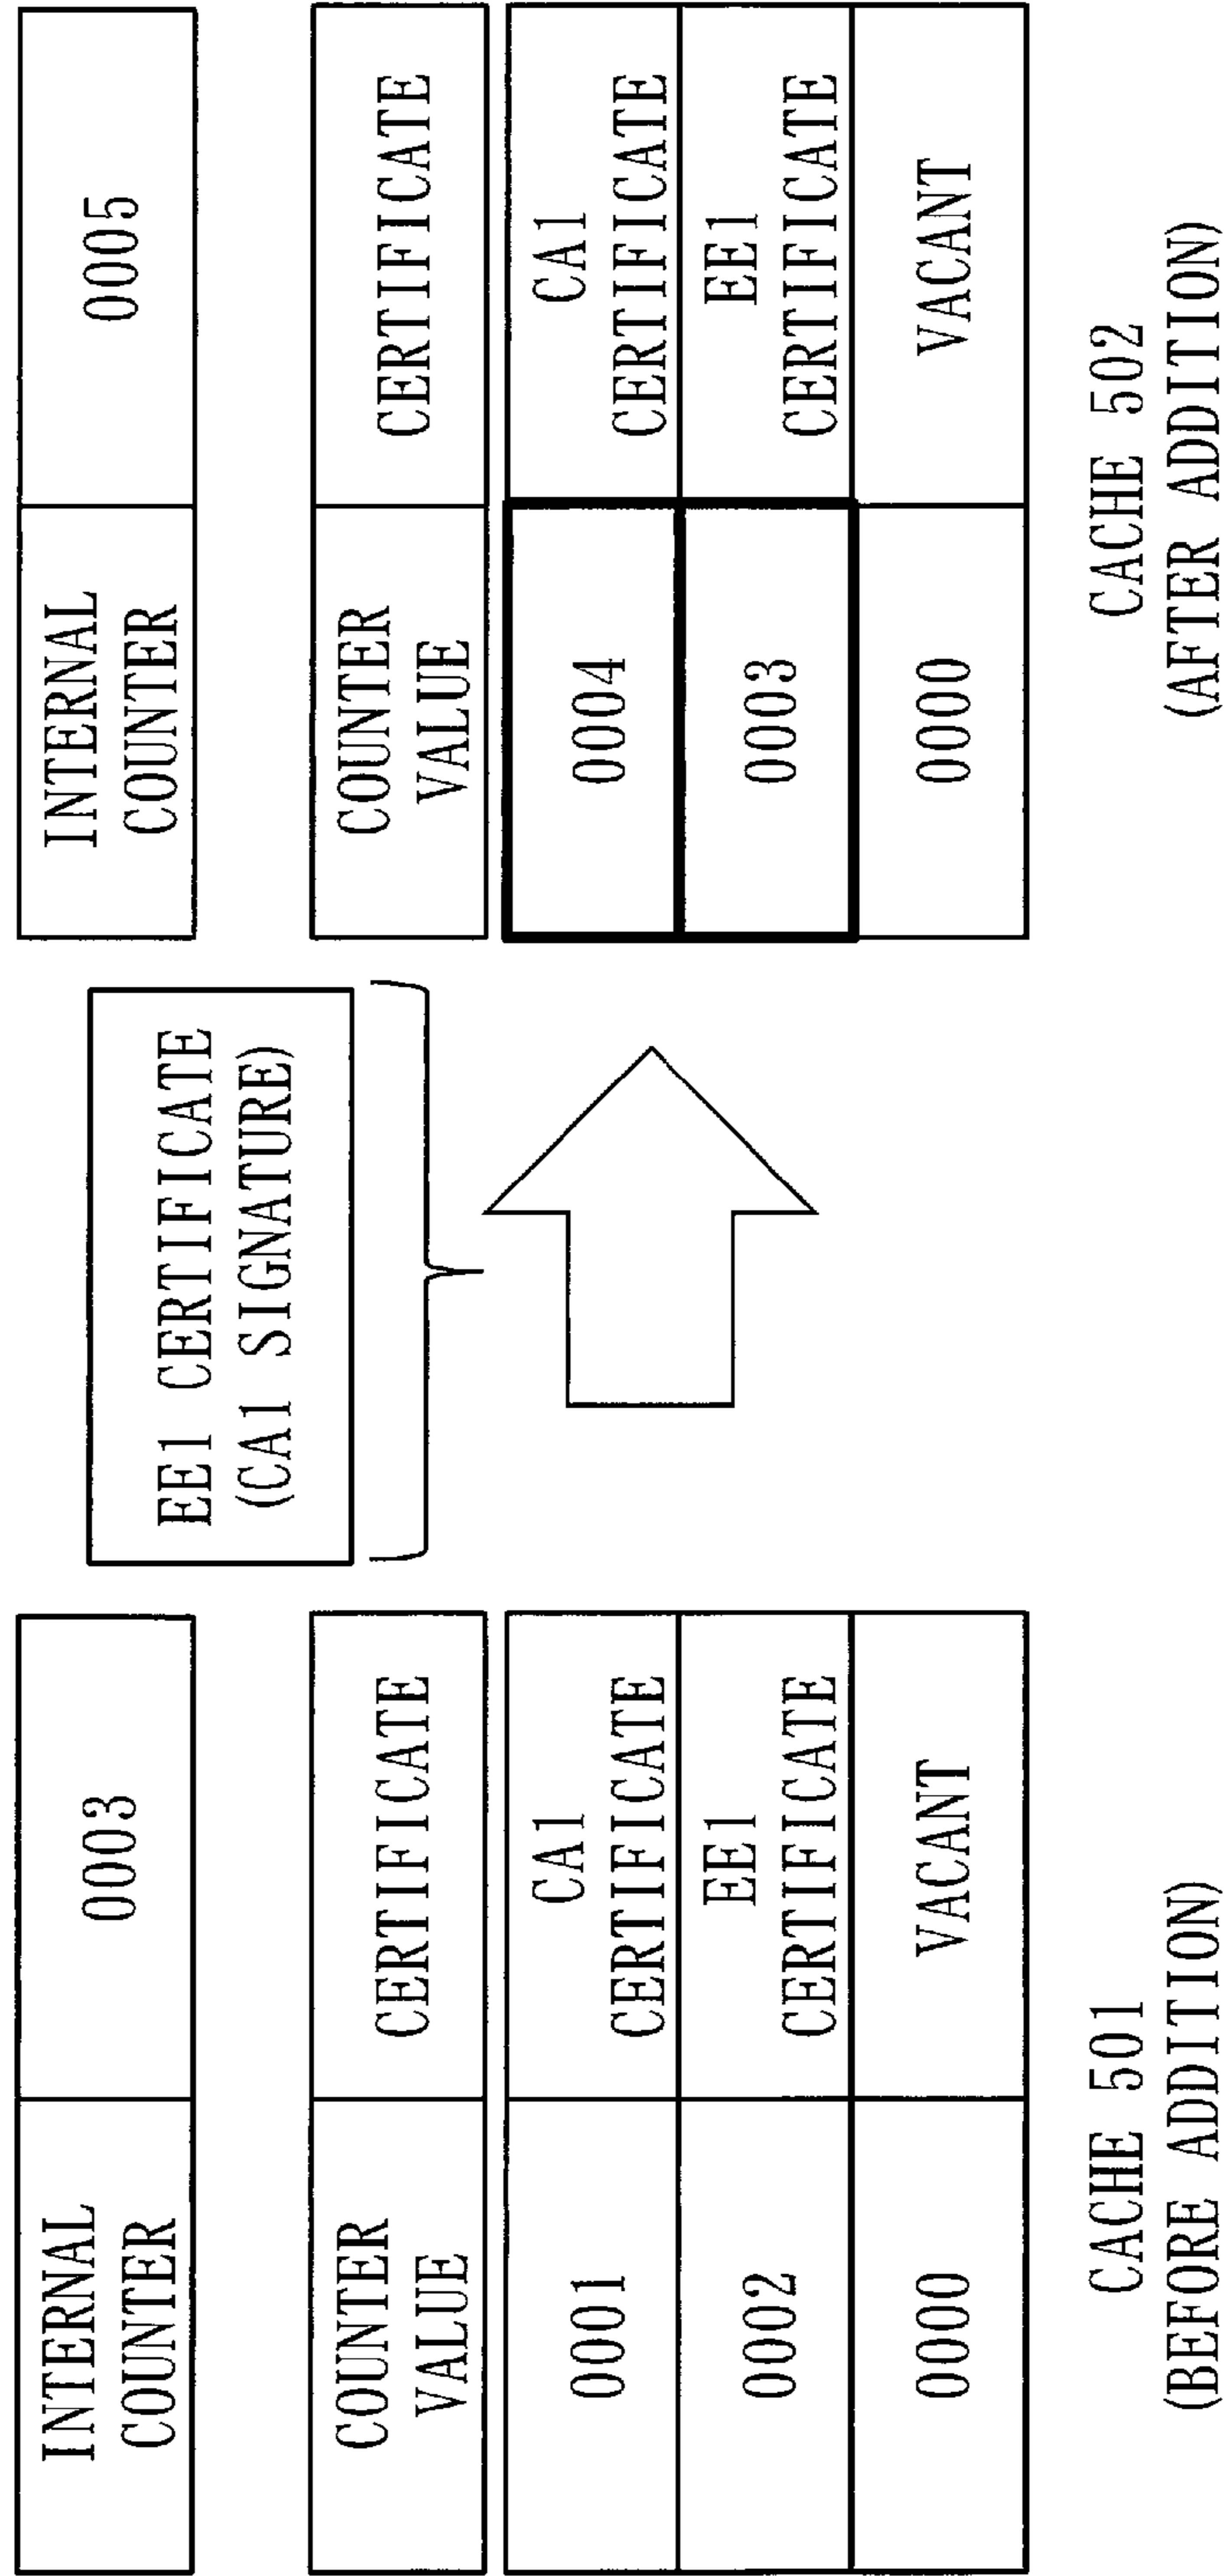 INTERNAL
COUNTER
0003
COUNTER
VALUE
CERTIFICATE
0001
CA1
CERTIFICATE
0002
EE1
CERTIFICATE
0000
VACANT
CACHE 501
(BEFORE ADDITION)
EE1 CERTIFICATE
(CA1 SIGNATURE)
INTERNAL
COUNTER
0005
COUNTER
VALUE
CERTIFICATE
0004
CA1
CERTIFICATE
0003
EE1
CERTIFICATE
0000
VACANT
CACHE 502
(AFTER ADDITION)